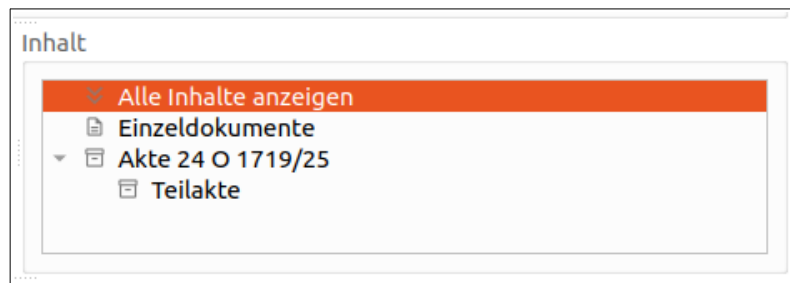 Inhalt
Alle Inhalte anzeigen
Einzeldokumente
Akte 24 O 1719/25
Teilakte